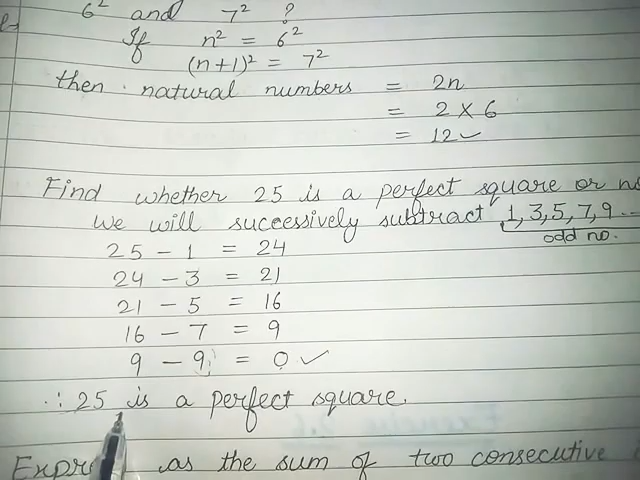 6² and 7² ?
If n² = 6²
(n+1)² = 7²
then natural numbers = 2n
= 2 × 6
= 12 ✓
Find whether 25 is a perfect square or
We will successively subtract 1, 3, 5, 7, 9 ...
odd no.
25 - 1 = 24
24 - 3 = 21
21 - 5 = 16
16 - 7 = 9
9 - 9 = 0 ✓
∴ 25 is a perfect square.
as the sum of two consecutive